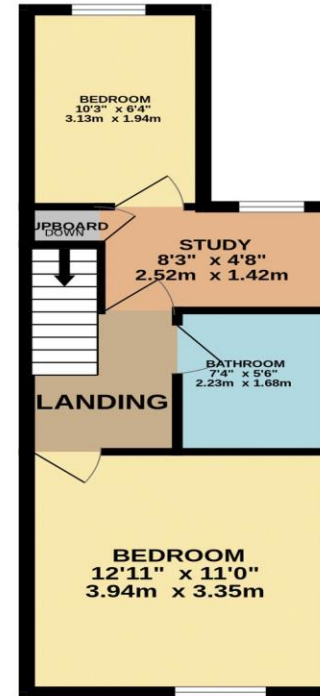 BEDROOM
10'3" x 6'4"
3.13m x 1.94m
UPBOARD
DOWN
STUDY
8'3" x 4'8"
2.52m x 1.42m
BATHROOM
7'4" x 5'6"
2.23m x 1.68m
LANDING
BEDROOM
12'11" x 11'0"
3.94m x 3.35m